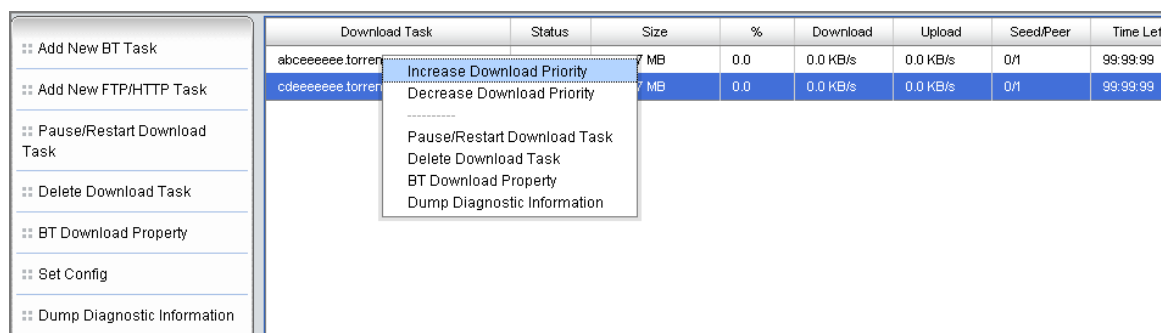 Add New BT Task
Add New FTP/HTTP Task
Pause/Restart Download
Task
Delete Download Task
BT Download Property
Set Config
Dump Diagnostic Information
Download Task Status Size % Download Upload Seed/Peer Time Lef
abceeeeee.torren 7 MB 0.0 0.0 KB/s 0.0 KB/s 0/1 99:99:99
cdeeeeeee.torren 7 MB 0.0 0.0 KB/s 0.0 KB/s 0/1 99:99:99
Increase Download Priority
Decrease Download Priority
----------
Pause/Restart Download Task
Delete Download Task
BT Download Property
Dump Diagnostic Information